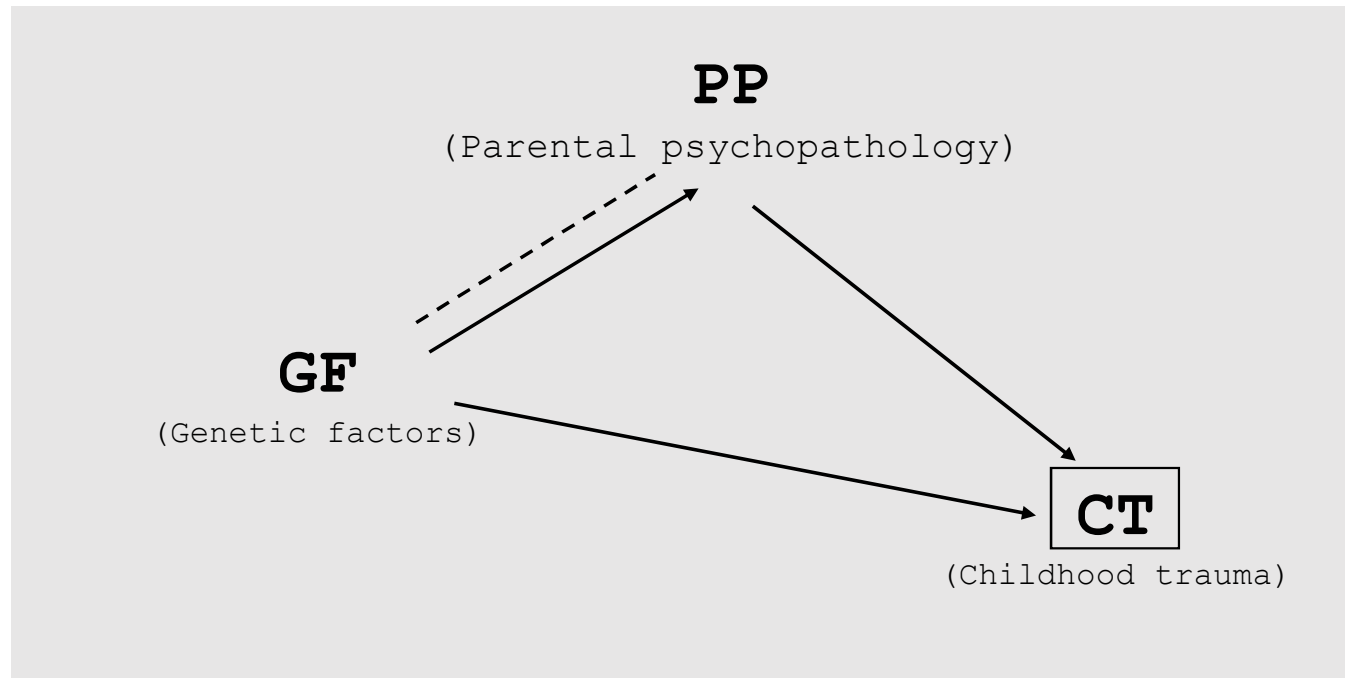 PP
(Parental psychopathology)
GF
(Genetic factors)
CT
(Childhood trauma)